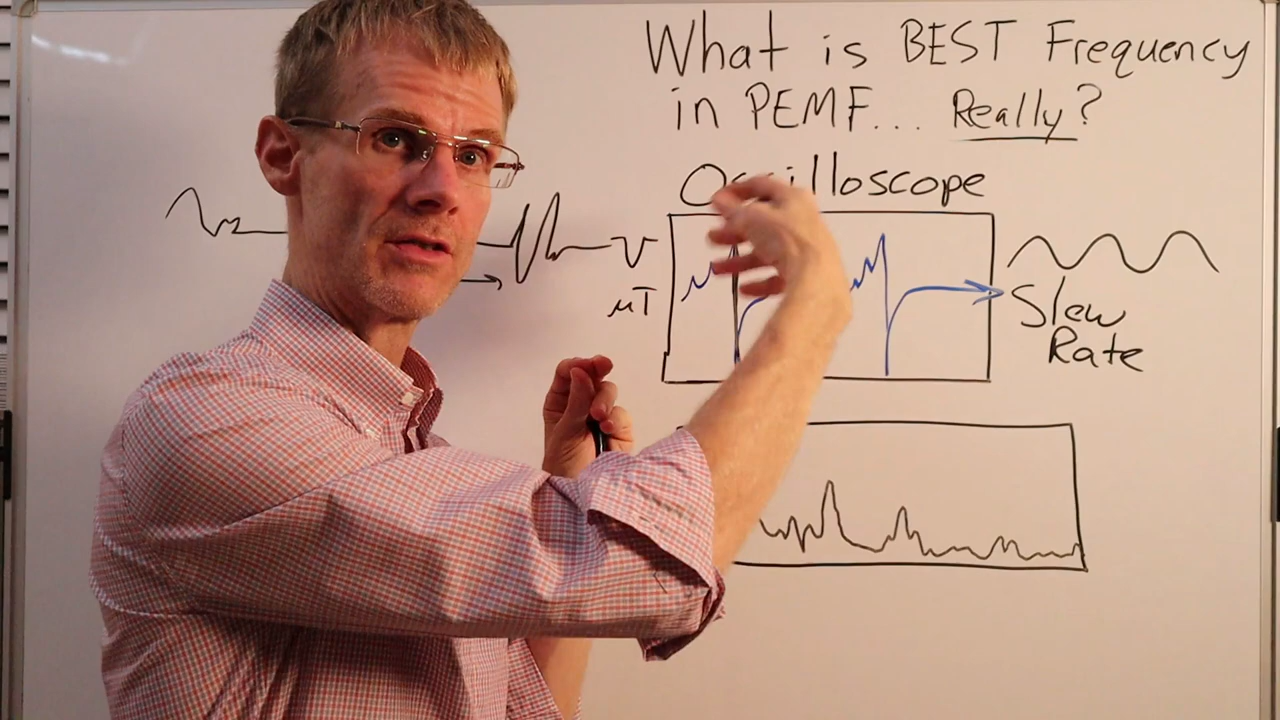 What is BEST Frequency
in PEMF... Really?
Oscilloscope
μT
Slew
Rate